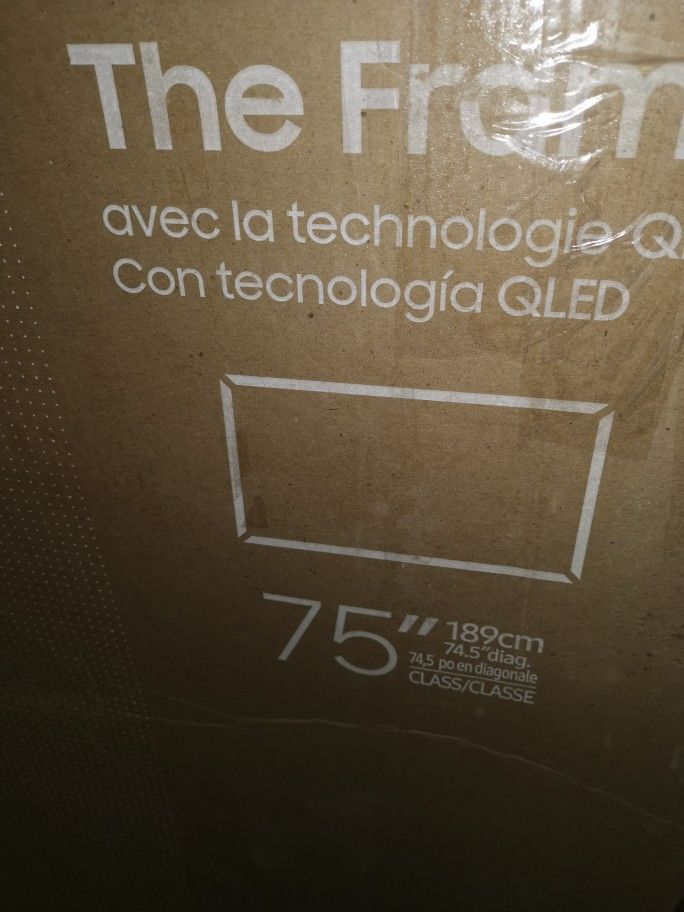 The Fram
avec la technologie Q
Con tecnología QLED
75" 189cm
74.5"diag.
74,5 po en diagonale
CLASS/CLASSE